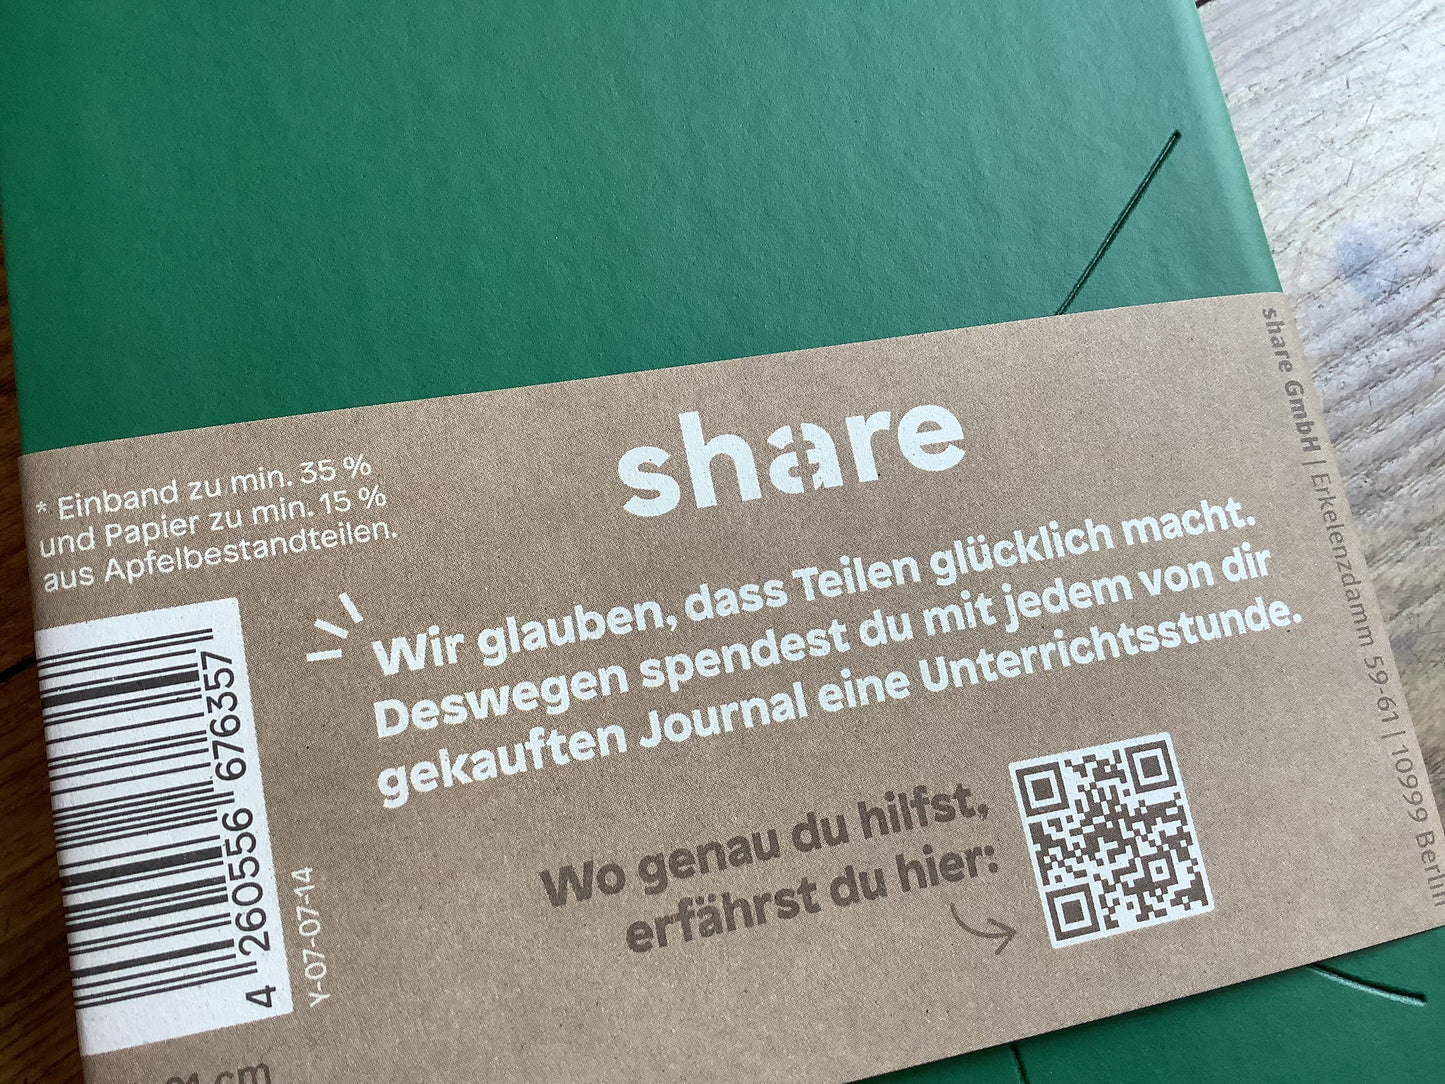 share
* Einband zu min. 35 %
und Papier zu min. 15 %
aus Apfelbestandteilen.
Wir glauben, dass Teilen glücklich macht.
Deswegen spendest du mit jedem von dir
gekauften Journal eine Unterrichtsstunde.
Wo genau du hilfst,
erfährst du hier:
4 260556 676357
Y-07-07-14
cm
share GmbH | Erkelenzdamm 59-61 | 10999 Berlin